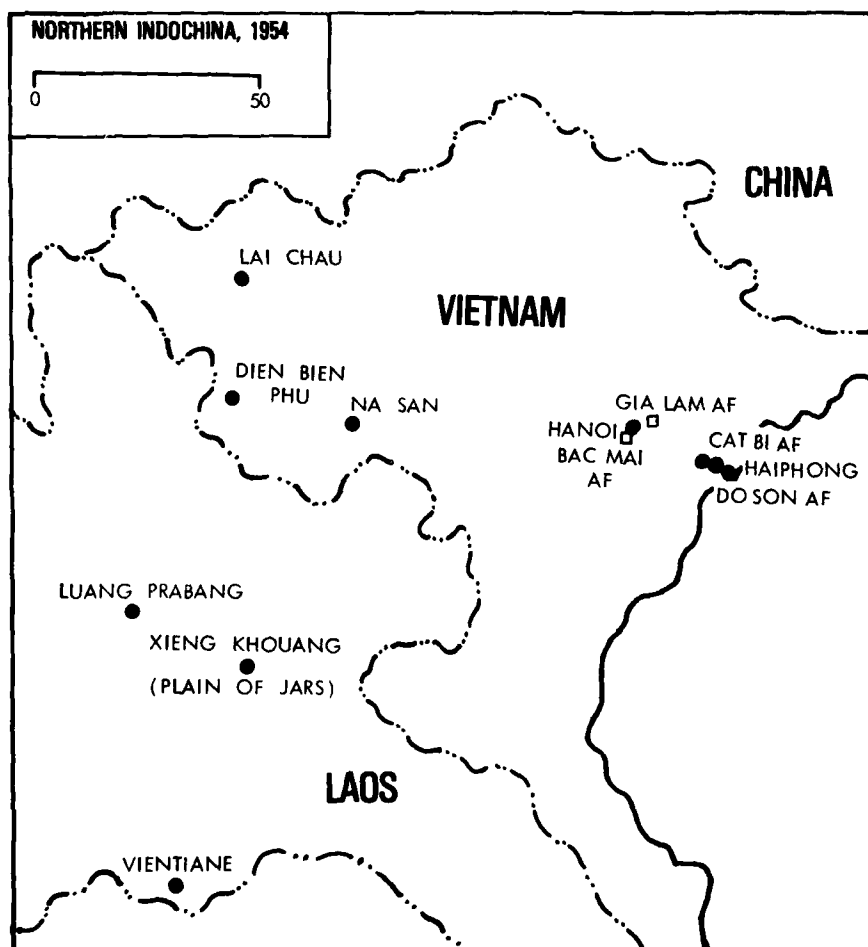 NORTHERN INDOCHINA, 1954
0 50
CHINA
LAI CHAU
VIETNAM
DIEN BIEN
PHU
NA SAN
GIA LAM AF
HANOI
BAC MAI
AF
CAT BI AF
HAIPHONG
DO SON AF
LUANG PRABANG
XIENG KHOUANG
(PLAIN OF JARS)
LAOS
VIENTIANE